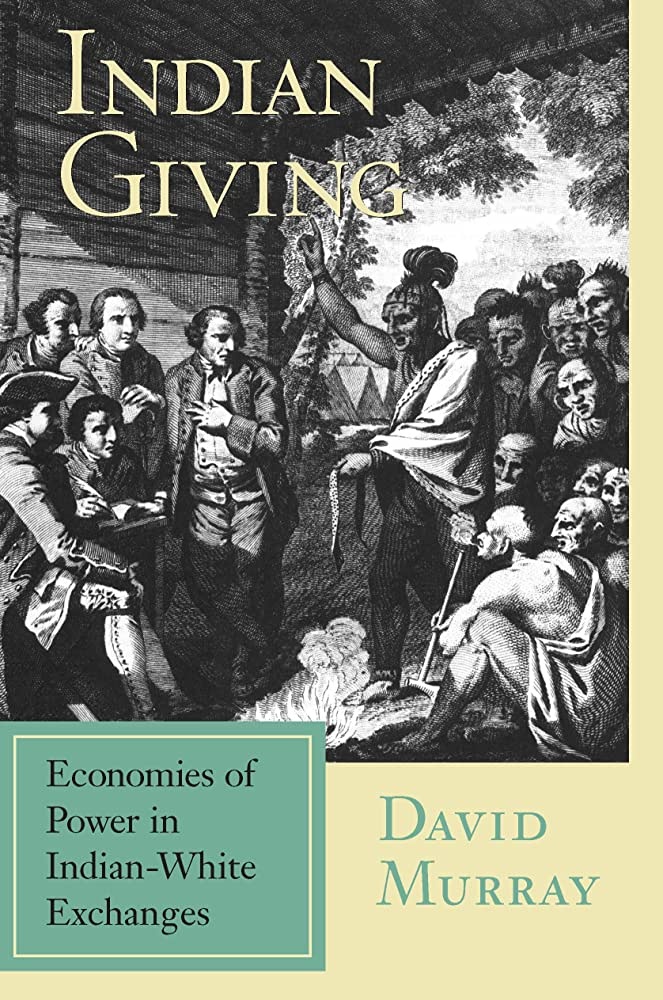 INDIAN
GIVING
Economies of
Power in
Indian-White
Exchanges
DAVID
MURRAY